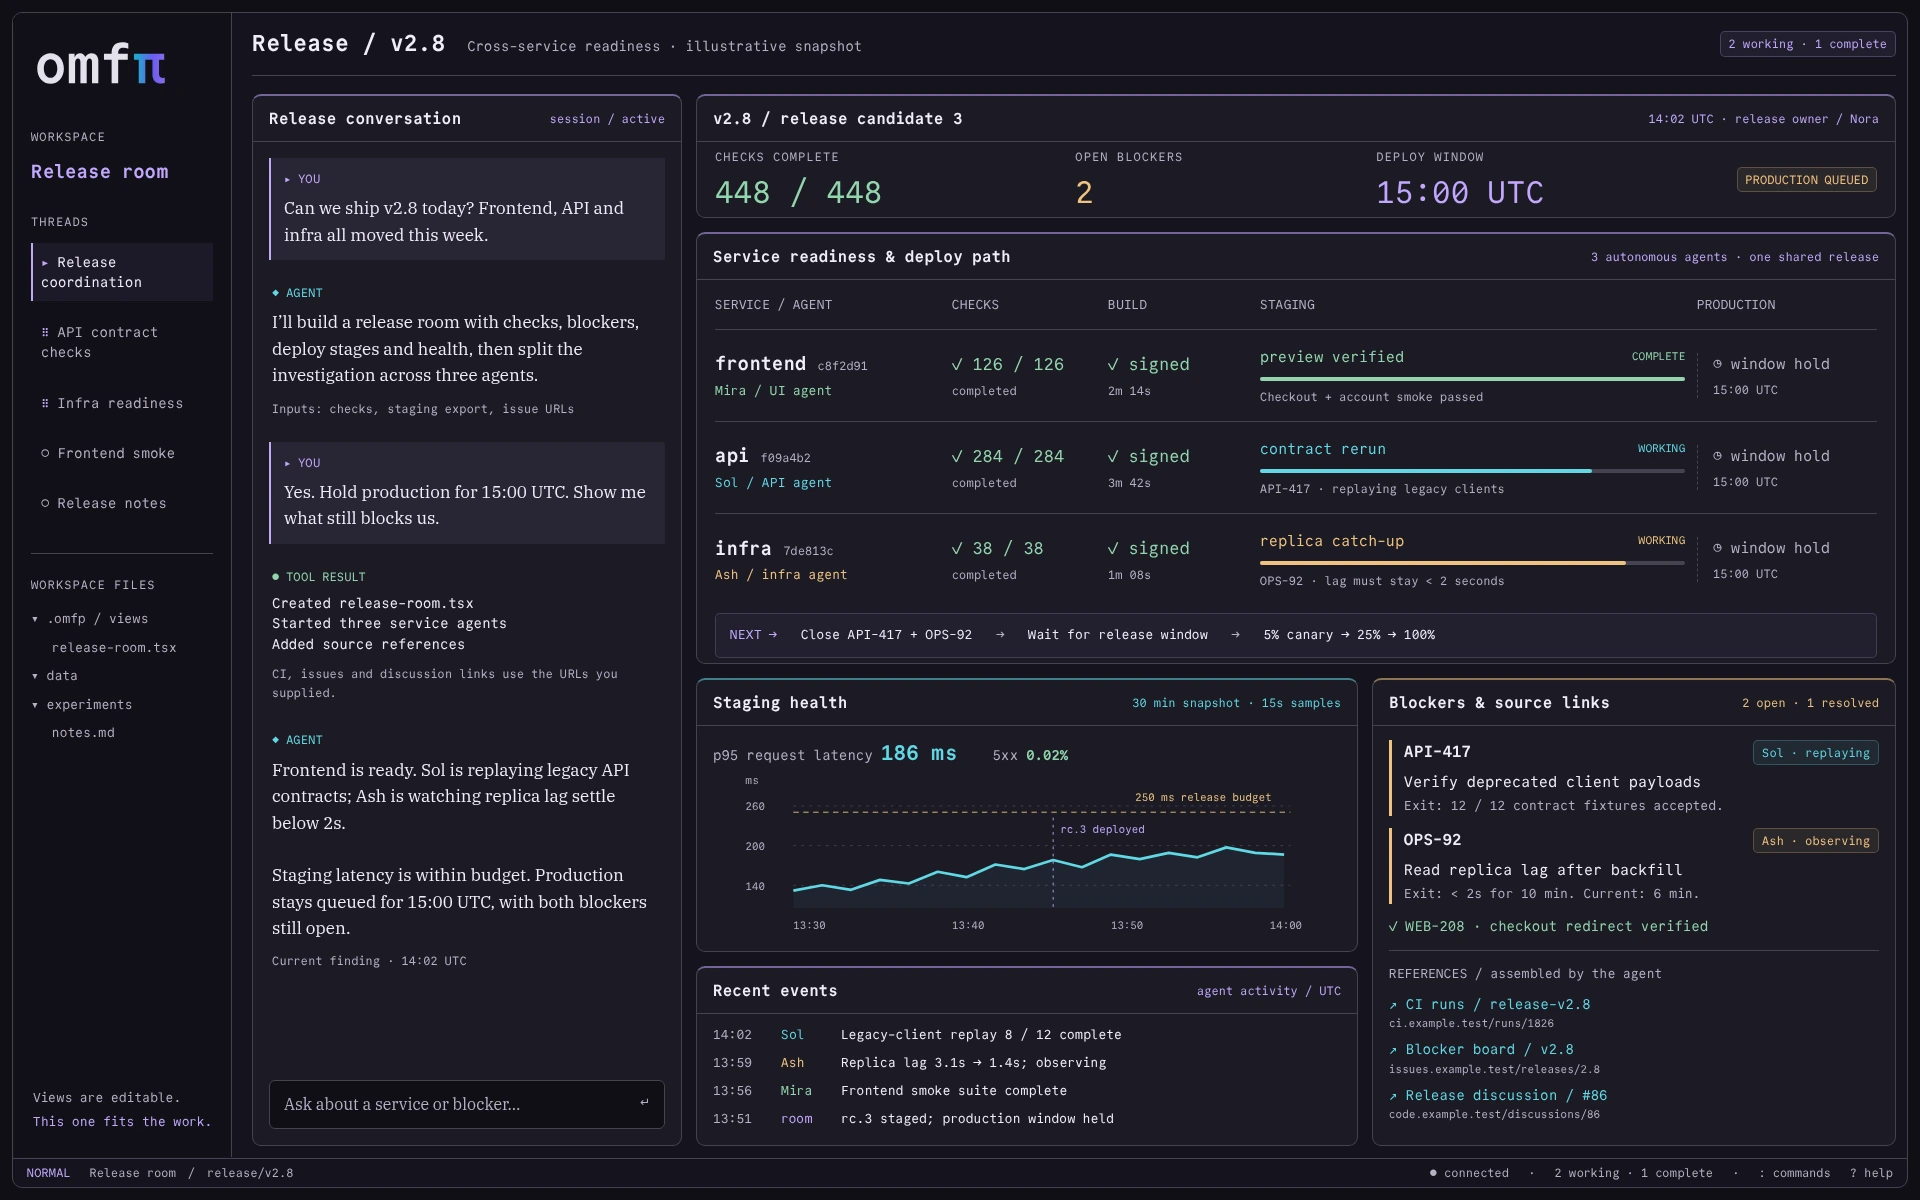 omfπ
WORKSPACE
Release room
THREADS
▸ Release
coordination
⠿ API contract
checks
⠿ Infra readiness
○ Frontend smoke
○ Release notes
WORKSPACE FILES
▾ .omfp / views
release-room.tsx
▾ data
▾ experiments
notes.md
Views are editable.
This one fits the work.
Release / v2.8 Cross-service readiness · illustrative snapshot
2 working · 1 complete
Release conversation session / active
▸ YOU
Can we ship v2.8 today? Frontend, API and
infra all moved this week.
◆ AGENT
I’ll build a release room with checks, blockers,
deploy stages and health, then split the
investigation across three agents.
Inputs: checks, staging export, issue URLs
▸ YOU
Yes. Hold production for 15:00 UTC. Show me
what still blocks us.
● TOOL RESULT
Created release-room.tsx
Started three service agents
Added source references
CI, issues and discussion links use the URLs you
supplied.
◆ AGENT
Frontend is ready. Sol is replaying legacy API
contracts; Ash is watching replica lag settle
below 2s.
Staging latency is within budget. Production
stays queued for 15:00 UTC, with both blockers
still open.
Current finding · 14:02 UTC
Ask about a service or blocker… ↵
v2.8 / release candidate 3 14:02 UTC · release owner / Nora
CHECKS COMPLETE OPEN BLOCKERS DEPLOY WINDOW
448 / 448 2 15:00 UTC PRODUCTION QUEUED
Service readiness & deploy path 3 autonomous agents · one shared release
SERVICE / AGENT CHECKS BUILD STAGING PRODUCTION
frontend c8f2d91 ✓ 126 / 126 ✓ signed preview verified COMPLETE ◷ window hold
Mira / UI agent completed 2m 14s Checkout + account smoke passed 15:00 UTC
api f09a4b2 ✓ 284 / 284 ✓ signed contract rerun WORKING ◷ window hold
Sol / API agent completed 3m 42s API-417 · replaying legacy clients 15:00 UTC
infra 7de813c ✓ 38 / 38 ✓ signed replica catch-up WORKING ◷ window hold
Ash / infra agent completed 1m 08s OPS-92 · lag must stay < 2 seconds 15:00 UTC
NEXT → Close API-417 + OPS-92 → Wait for release window → 5% canary → 25% → 100%
Staging health 30 min snapshot · 15s samples
p95 request latency 186 ms 5xx 0.02%
ms
260
200
140
250 ms release budget
rc.3 deployed
13:30 13:40 13:50 14:00
Recent events agent activity / UTC
14:02 Sol Legacy-client replay 8 / 12 complete
13:59 Ash Replica lag 3.1s → 1.4s; observing
13:56 Mira Frontend smoke suite complete
13:51 room rc.3 staged; production window held
Blockers & source links 2 open · 1 resolved
API-417 Sol · replaying
Verify deprecated client payloads
Exit: 12 / 12 contract fixtures accepted.
OPS-92 Ash · observing
Read replica lag after backfill
Exit: < 2s for 10 min. Current: 6 min.
✓ WEB-208 · checkout redirect verified
REFERENCES / assembled by the agent
↗ CI runs / release-v2.8
ci.example.test/runs/1826
↗ Blocker board / v2.8
issues.example.test/releases/2.8
↗ Release discussion / #86
code.example.test/discussions/86
NORMAL Release room / release/v2.8
● connected · 2 working · 1 complete · : commands ? help